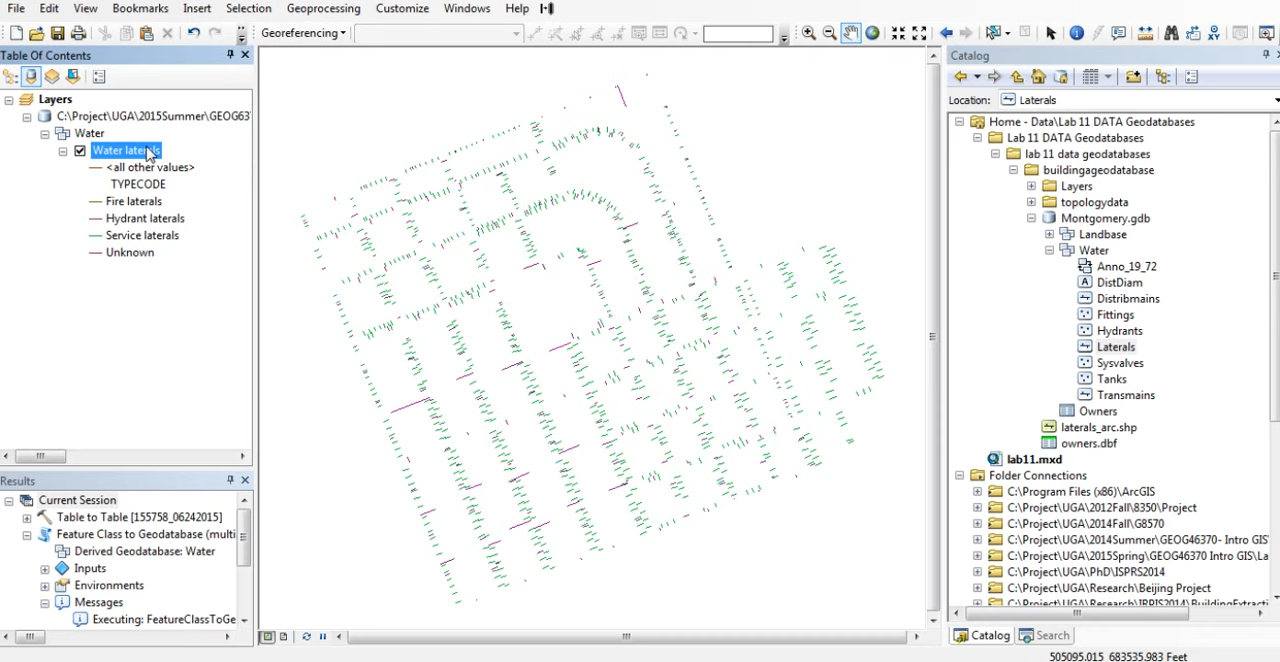 File Edit View Bookmarks Insert Selection Geoprocessing Customize Windows Help
Georeferencing
Table Of Contents
Layers
C:\Project\UGA\2015Summer\GEOG637
Water
Water laterals
<all other values>
TYPECODE
Fire laterals
Hydrant laterals
Service laterals
Unknown
Results
Current Session
Table to Table [155758_06242015]
Feature Class to Geodatabase (multi
Derived Geodatabase: Water
Inputs
Environments
Messages
Executing: FeatureClassToGe
Catalog
Location: Laterals
Home - Data\Lab 11 DATA Geodatabases
Lab 11 DATA Geodatabases
lab 11 data geodatabases
buildingageodatabase
Layers
topologydata
Montgomery.gdb
Landbase
Water
Anno_19_72
DistDiam
Distribmains
Fittings
Hydrants
Laterals
Sysvalves
Tanks
Transmains
Owners
laterals_arc.shp
owners.dbf
lab11.mxd
Folder Connections
C:\Program Files (x86)\ArcGIS
C:\Project\UGA\2012Fall\8350\Project
C:\Project\UGA\2014Fall\G8570
C:\Project\UGA\2014Summer\GEOG46370- Intro GIS\
C:\Project\UGA\2015Spring\GEOG46370 Intro GIS\La
C:\Project\UGA\PhD\ISPRS2014
C:\Project\UGA\Research\Beijing Project
Catalog Search
505095.015 683535.983 Feet